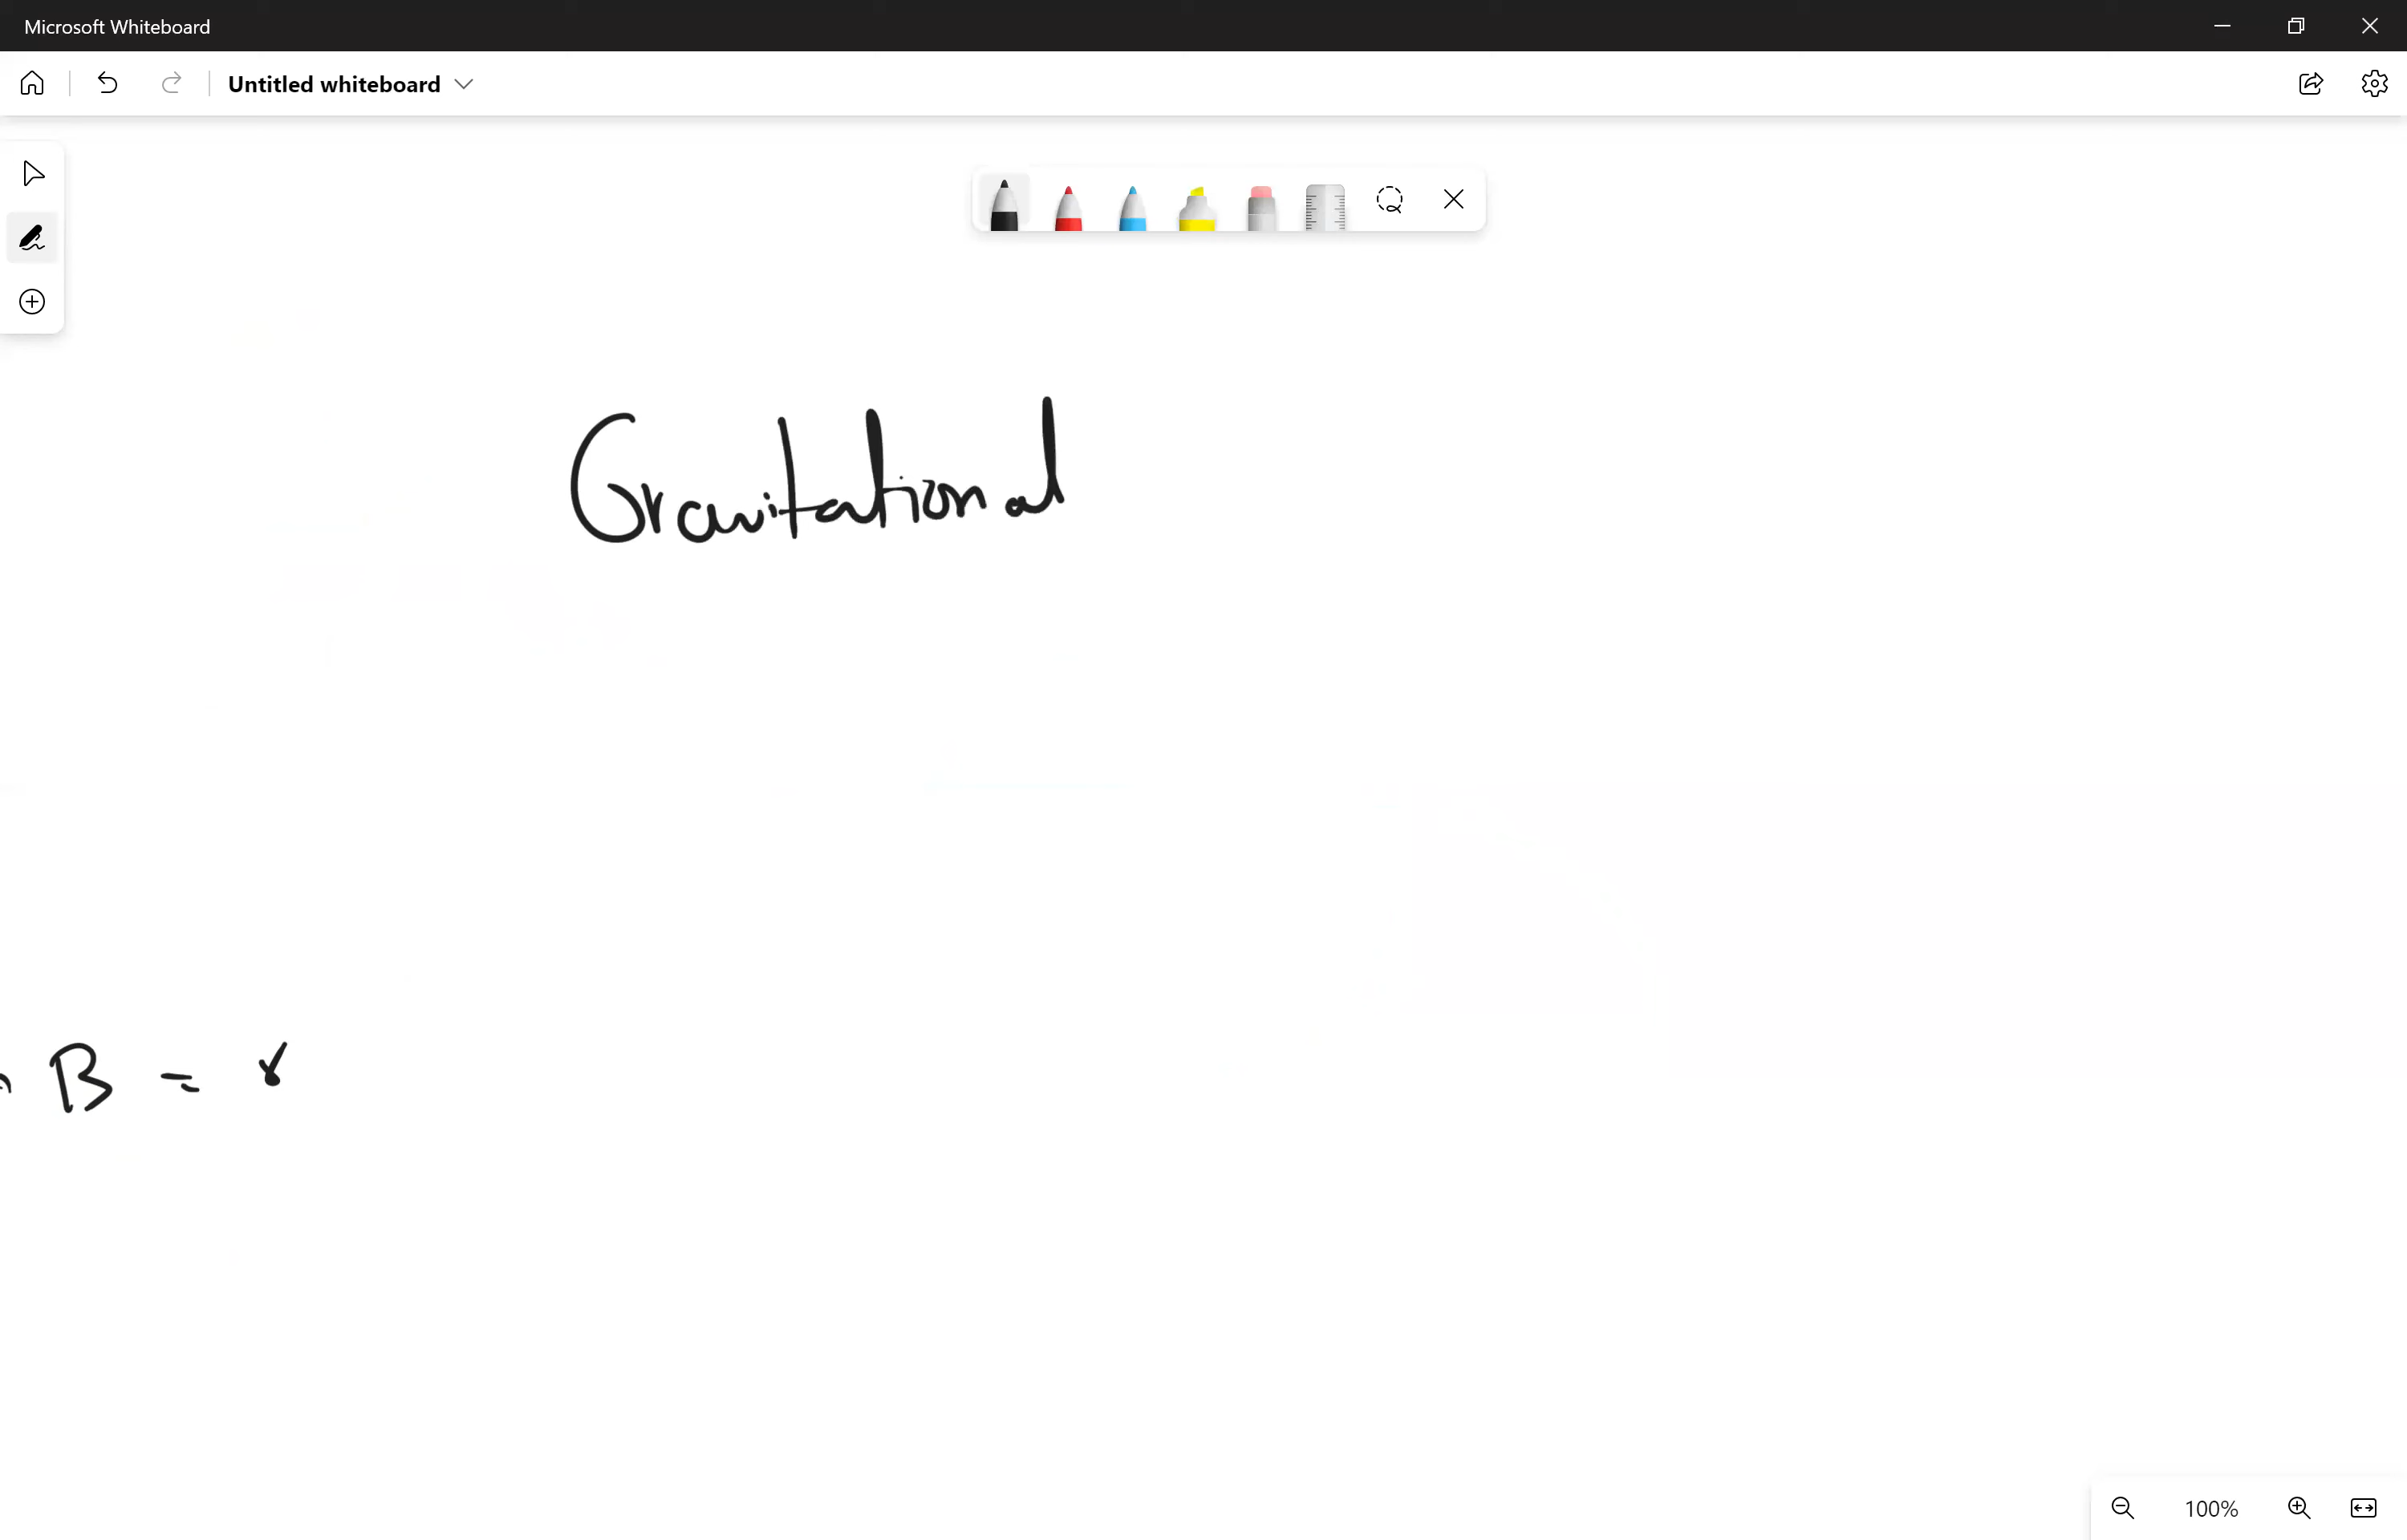 Microsoft Whiteboard
Untitled whiteboard
Gravitational
B = r
100%